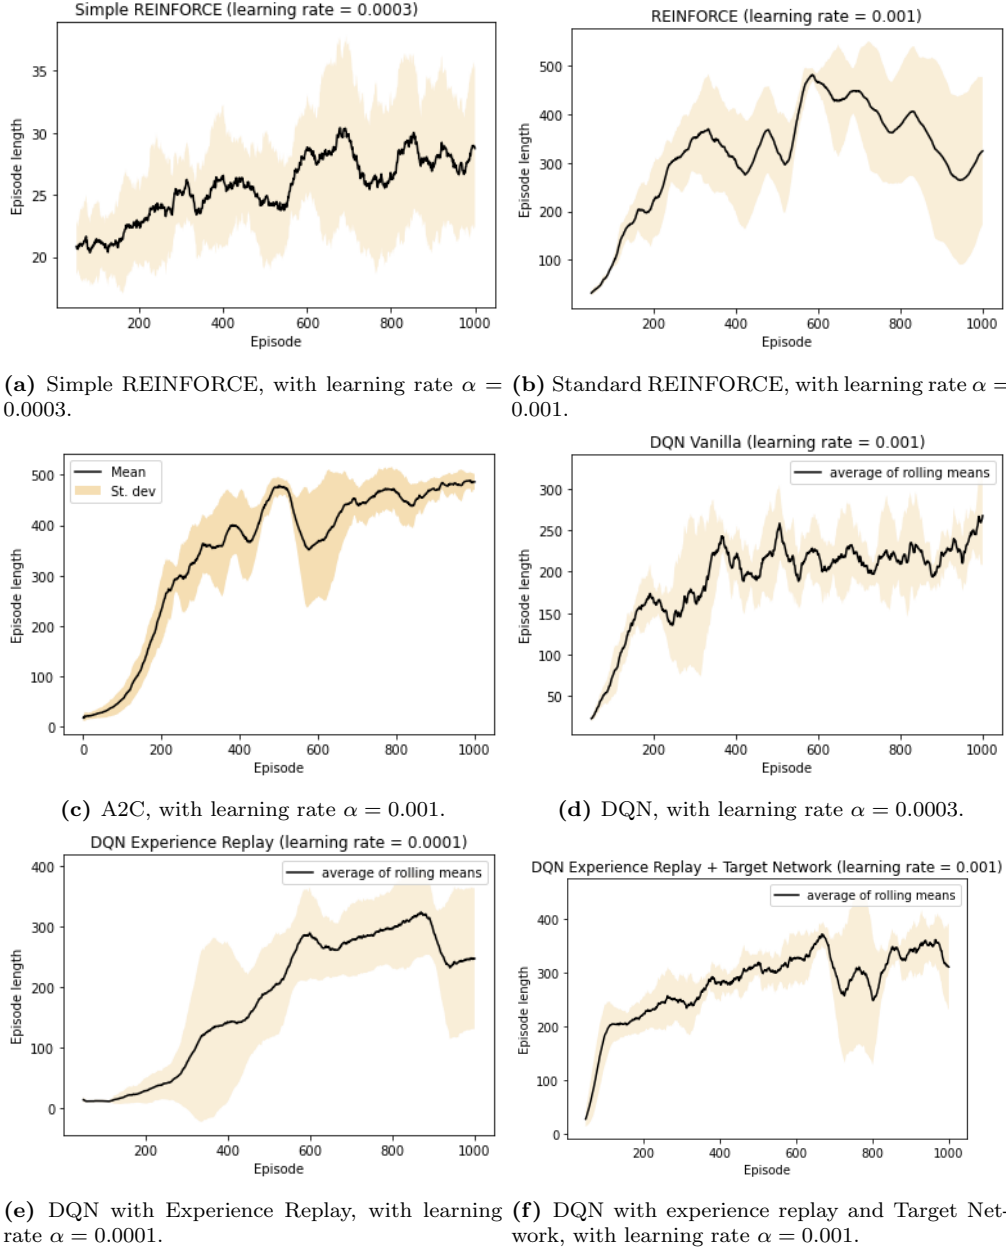 Simple REINFORCE (learning rate = 0.0003)
35
30
25
20
Episode length
200 400 600 800 1000
Episode
REINFORCE (learning rate = 0.001)
500
400
300
200
100
Episode length
200 400 600 800 1000
Episode
(a) Simple REINFORCE, with learning rate α =
0.0003.
(b) Standard REINFORCE, with learning rate α =
0.001.
Mean
St. dev
500
400
300
200
100
0
Episode length
0 200 400 600 800 1000
Episode
DQN Vanilla (learning rate = 0.001)
average of rolling means
300
250
200
150
100
50
Episode length
200 400 600 800 1000
Episode
(c) A2C, with learning rate α = 0.001.
(d) DQN, with learning rate α = 0.0003.
DQN Experience Replay (learning rate = 0.0001)
average of rolling means
400
300
200
100
0
Episode length
200 400 600 800 1000
Episode
DQN Experience Replay + Target Network (learning rate = 0.001)
average of rolling means
400
300
200
100
0
Episode length
200 400 600 800 1000
Episode
(e) DQN with Experience Replay, with learning
rate α = 0.0001.
(f) DQN with experience replay and Target Net-
work, with learning rate α = 0.001.